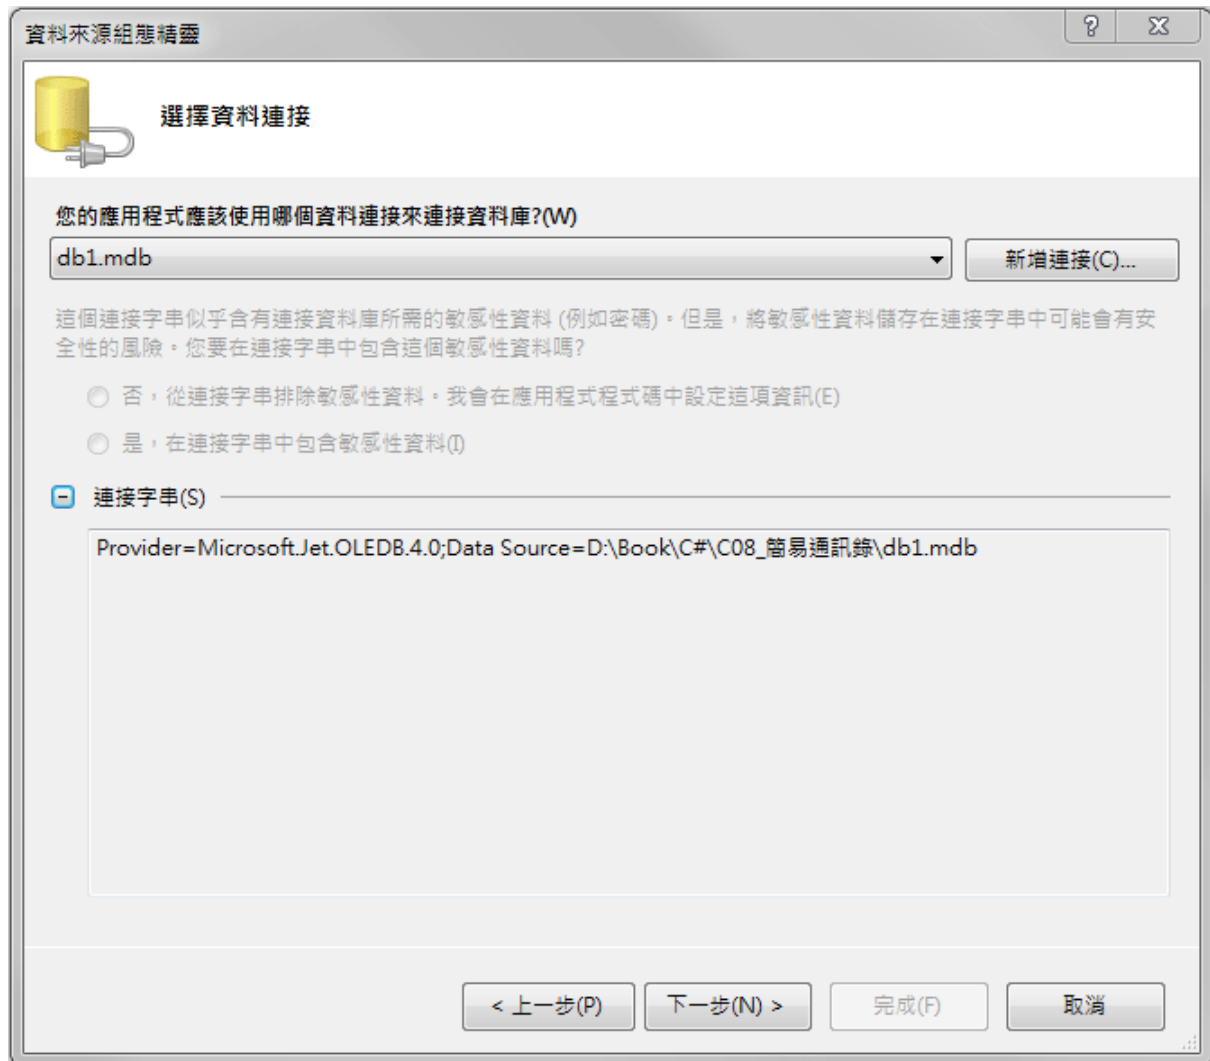 資料來源組態精靈
選擇資料連接
您的應用程式應該使用哪個資料連接來連接資料庫?(W)
db1.mdb
新增連接(C)...
這個連接字串似乎含有連接資料庫所需的敏感性資料 (例如密碼)。但是，將敏感性資料儲存在連接字串中可能會有安
全性的風險。您要在連接字串中包含這個敏感性資料嗎?
否，從連接字串排除敏感性資料。我會在應用程式程式碼中設定這項資訊(E)
是，在連接字串中包含敏感性資料(I)
連接字串(S)
Provider=Microsoft.Jet.OLEDB.4.0;Data Source=D:\Book\C#\C08_簡易通訊錄\db1.mdb
< 上一步(P)
下一步(N) >
完成(F)
取消